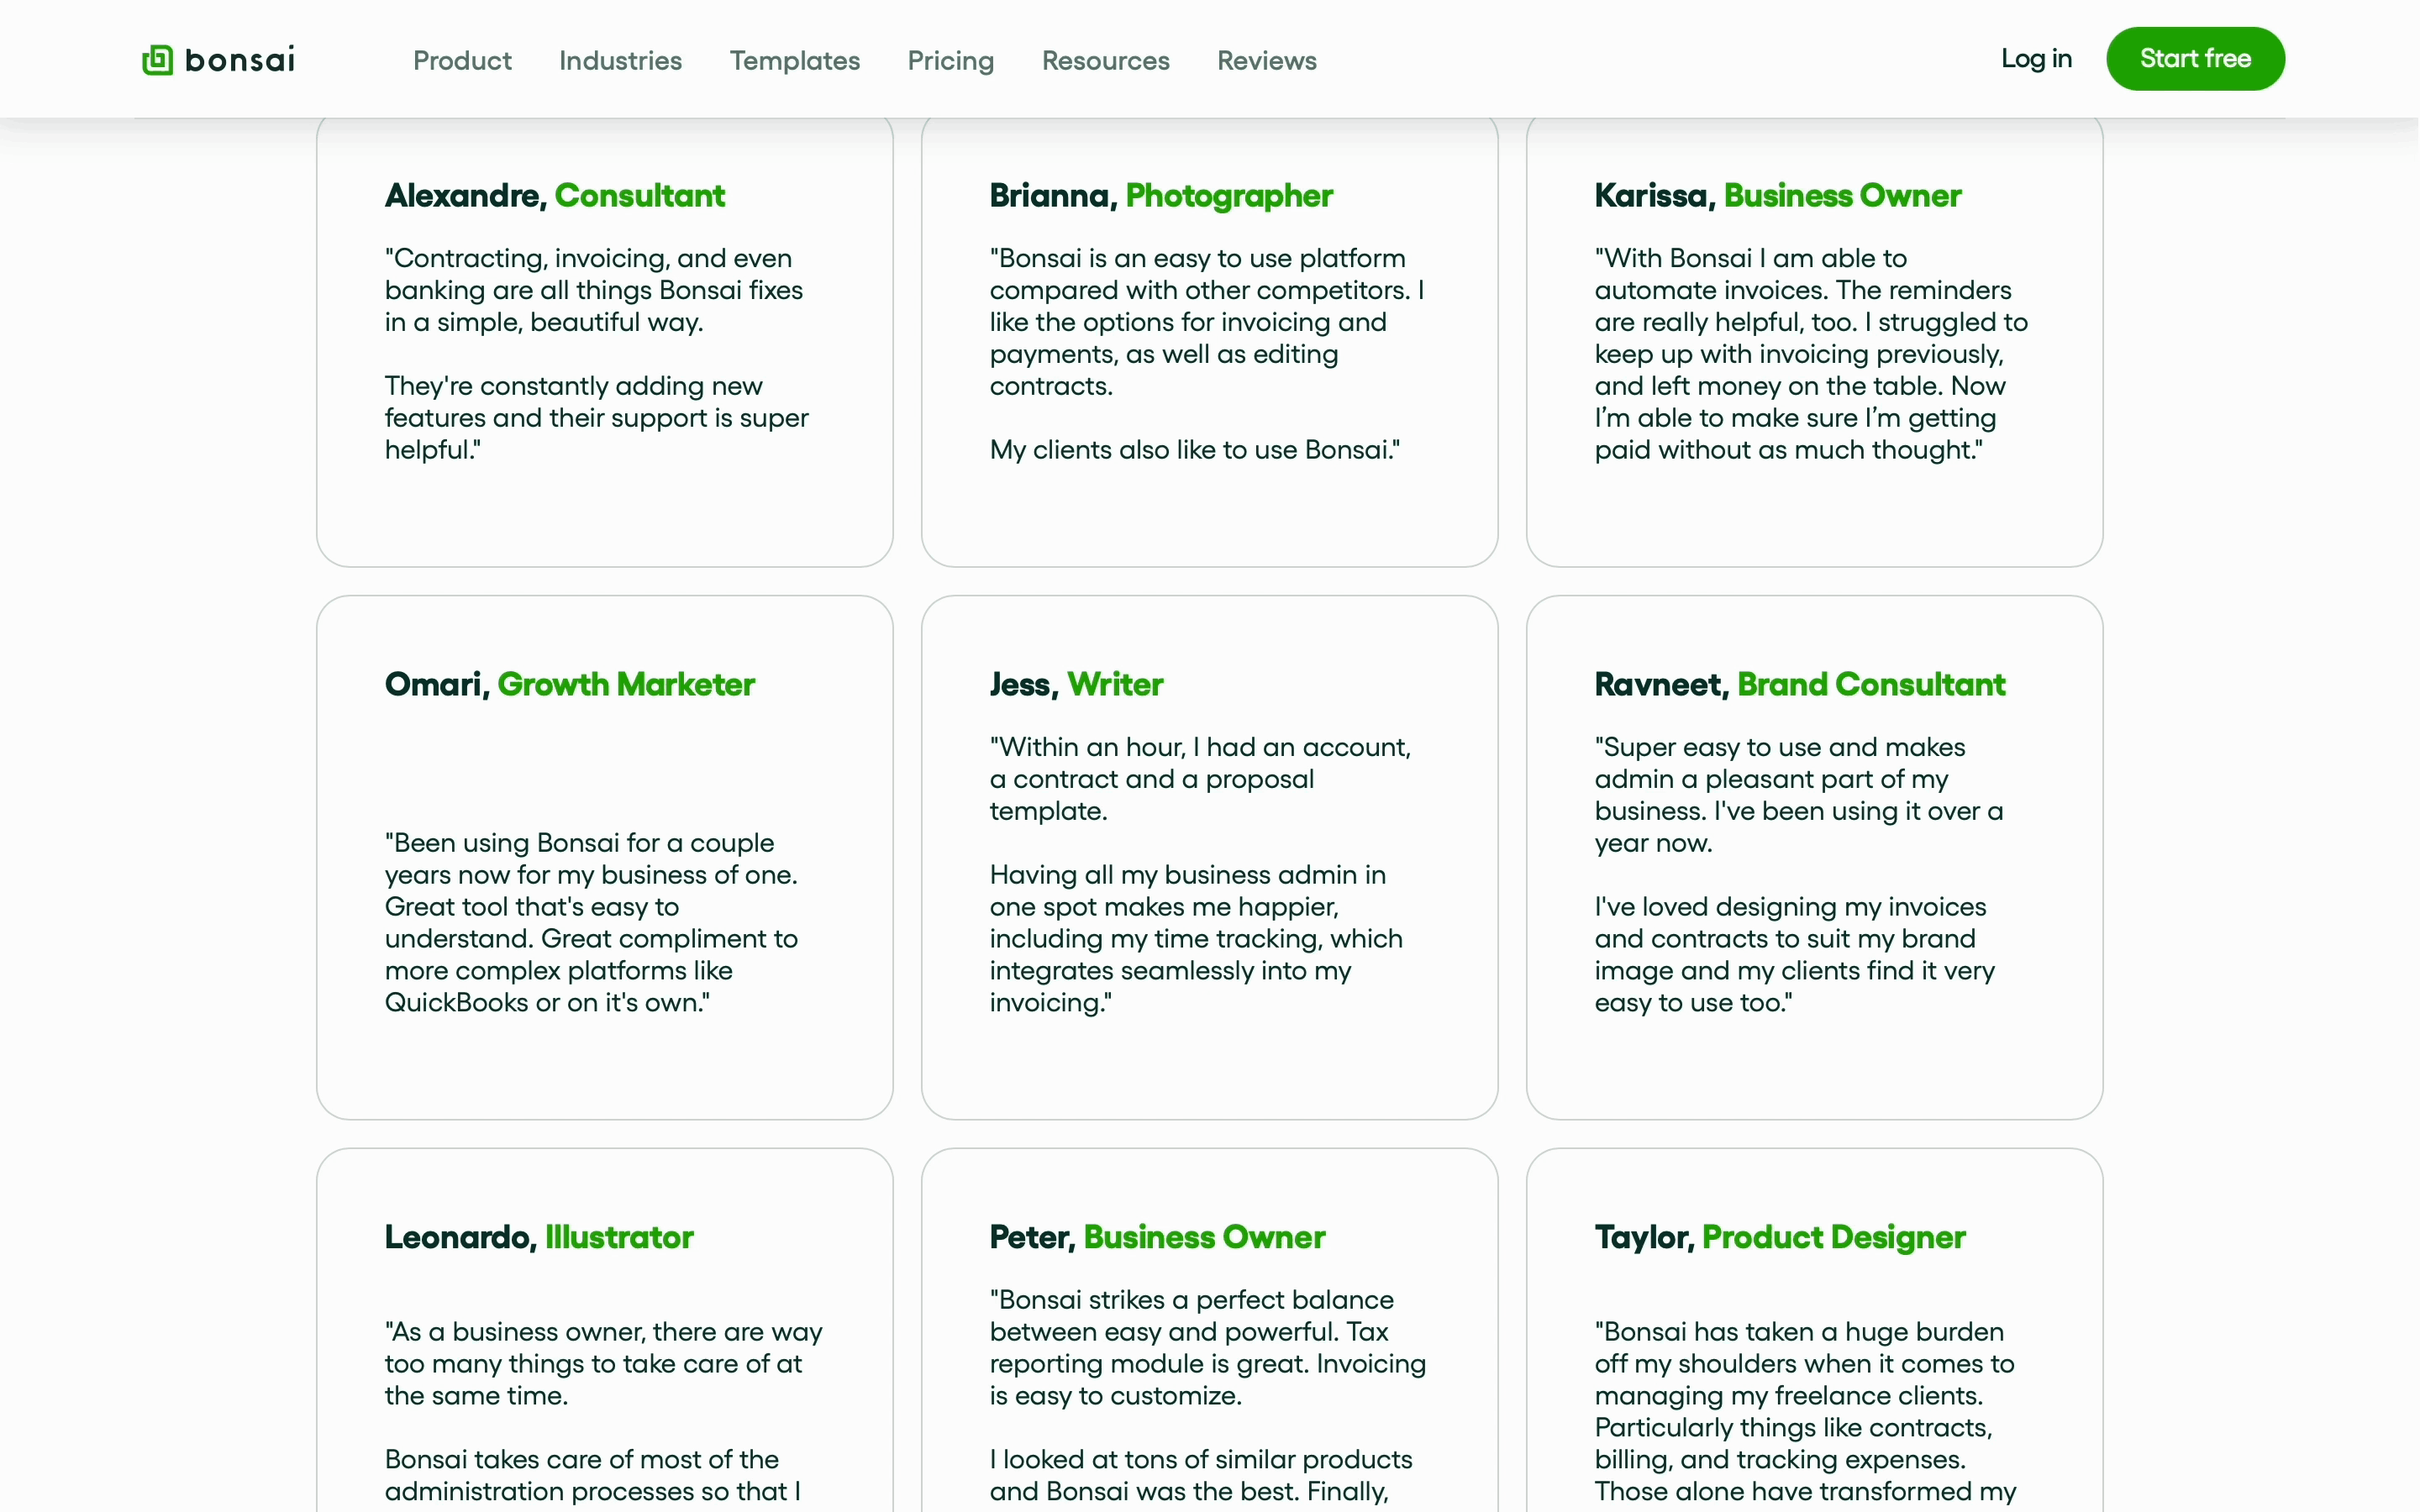 bonsai
Product
Industries
Templates
Pricing
Resources
Reviews
Log in
Start free
Alexandre, Consultant
"Contracting, invoicing, and even
banking are all things Bonsai fixes
in a simple, beautiful way.
They're constantly adding new
features and their support is super
helpful."
Brianna, Photographer
"Bonsai is an easy to use platform
compared with other competitors. I
like the options for invoicing and
payments, as well as editing
contracts.
My clients also like to use Bonsai."
Karissa, Business Owner
"With Bonsai I am able to
automate invoices. The reminders
are really helpful, too. I struggled to
keep up with invoicing previously,
and left money on the table. Now
I’m able to make sure I’m getting
paid without as much thought."
Omari, Growth Marketer
"Been using Bonsai for a couple
years now for my business of one.
Great tool that's easy to
understand. Great compliment to
more complex platforms like
QuickBooks or on it's own."
Jess, Writer
"Within an hour, I had an account,
a contract and a proposal
template.
Having all my business admin in
one spot makes me happier,
including my time tracking, which
integrates seamlessly into my
invoicing."
Ravneet, Brand Consultant
"Super easy to use and makes
admin a pleasant part of my
business. I've been using it over a
year now.
I've loved designing my invoices
and contracts to suit my brand
image and my clients find it very
easy to use too."
Leonardo, Illustrator
"As a business owner, there are way
too many things to take care of at
the same time.
Bonsai takes care of most of the
administration processes so that I
Peter, Business Owner
"Bonsai strikes a perfect balance
between easy and powerful. Tax
reporting module is great. Invoicing
is easy to customize.
I looked at tons of similar products
and Bonsai was the best. Finally,
Taylor, Product Designer
"Bonsai has taken a huge burden
off my shoulders when it comes to
managing my freelance clients.
Particularly things like contracts,
billing, and tracking expenses.
Those alone have transformed my